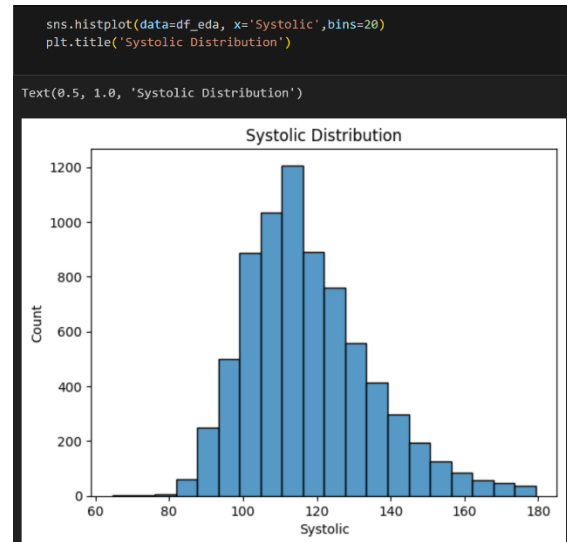 sns.histplot(data=df_eda, x='Systolic',bins=20)
plt.title('Systolic Distribution')
Text(0.5, 1.0, 'Systolic Distribution')
Systolic Distribution
1200
1000
800
600
400
200
0
Count
60 80 100 120 140 160 180
Systolic